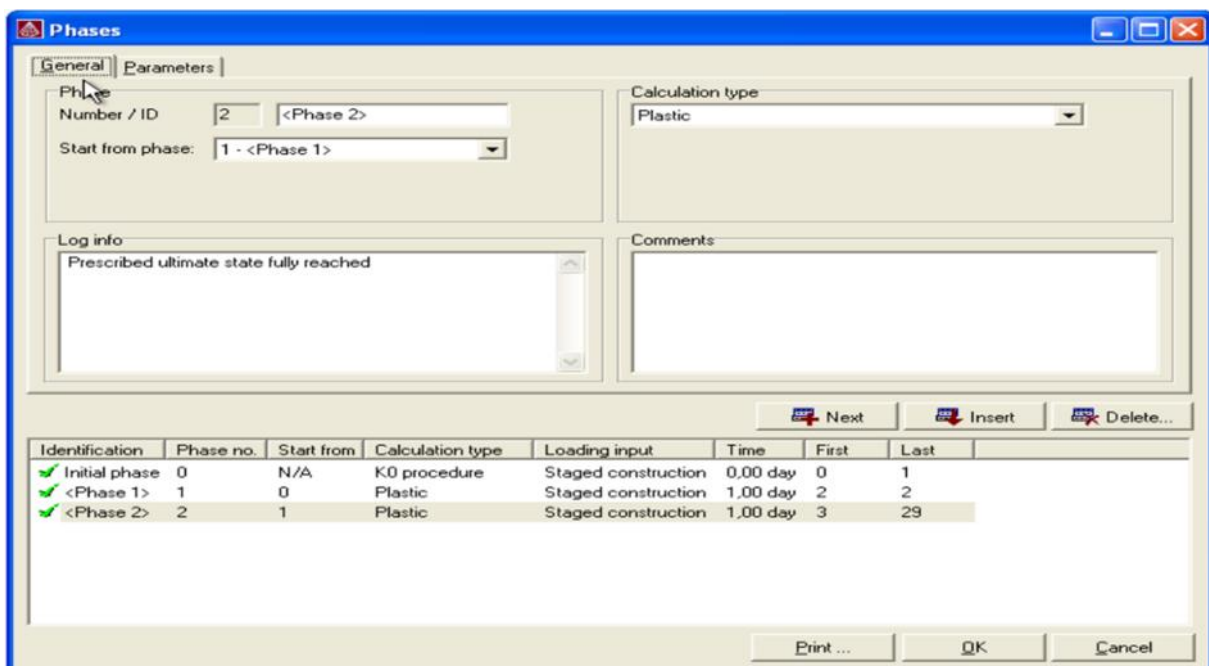 Phases
General Parameters
Phase
Number / ID 2 <Phase 2>
Start from phase: 1 - <Phase 1>
Calculation type
Plastic
Log info
Prescribed ultimate state fully reached
Comments
Next Insert Delete...
Identification Phase no. Start from Calculation type Loading input Time First Last
Initial phase 0 N/A K0 procedure Staged construction 0,00 day 0 1
<Phase 1> 1 0 Plastic Staged construction 1,00 day 2 2
<Phase 2> 2 1 Plastic Staged construction 1,00 day 3 29
Print ... OK Cancel